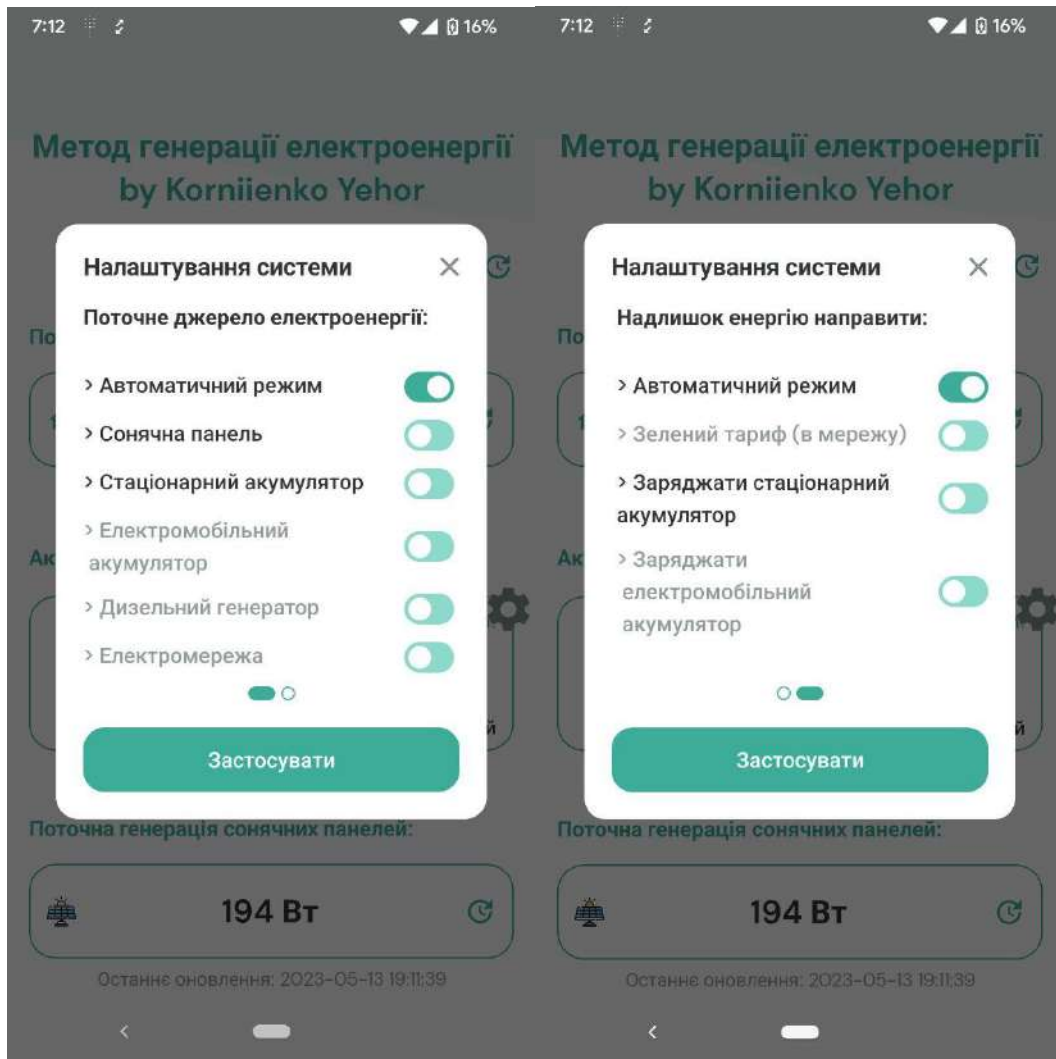 7:12
16%
Метод генерації електроенергії
by Korniienko Yehor
Налаштування системи
Поточне джерело електроенергії:
По
> Автоматичний режим
> Сонячна панель
> Стаціонарний акумулятор
> Електромобільний
акумулятор
Ак
> Дизельний генератор
> Електромережа
й
Застосувати
Поточна генерація сонячних панелей:
194 Вт
Останнє оновлення: 2023-05-13 19:11:39
7:12
16%
Метод генерації електроенергії
by Korniienko Yehor
Налаштування системи
Надлишок енергію направити:
По
> Автоматичний режим
> Зелений тариф (в мережу)
> Заряджати стаціонарний
акумулятор
Ак
> Заряджати
електромобільний
акумулятор
й
Застосувати
Поточна генерація сонячних панелей:
194 Вт
Останнє оновлення: 2023-05-13 19:11:39